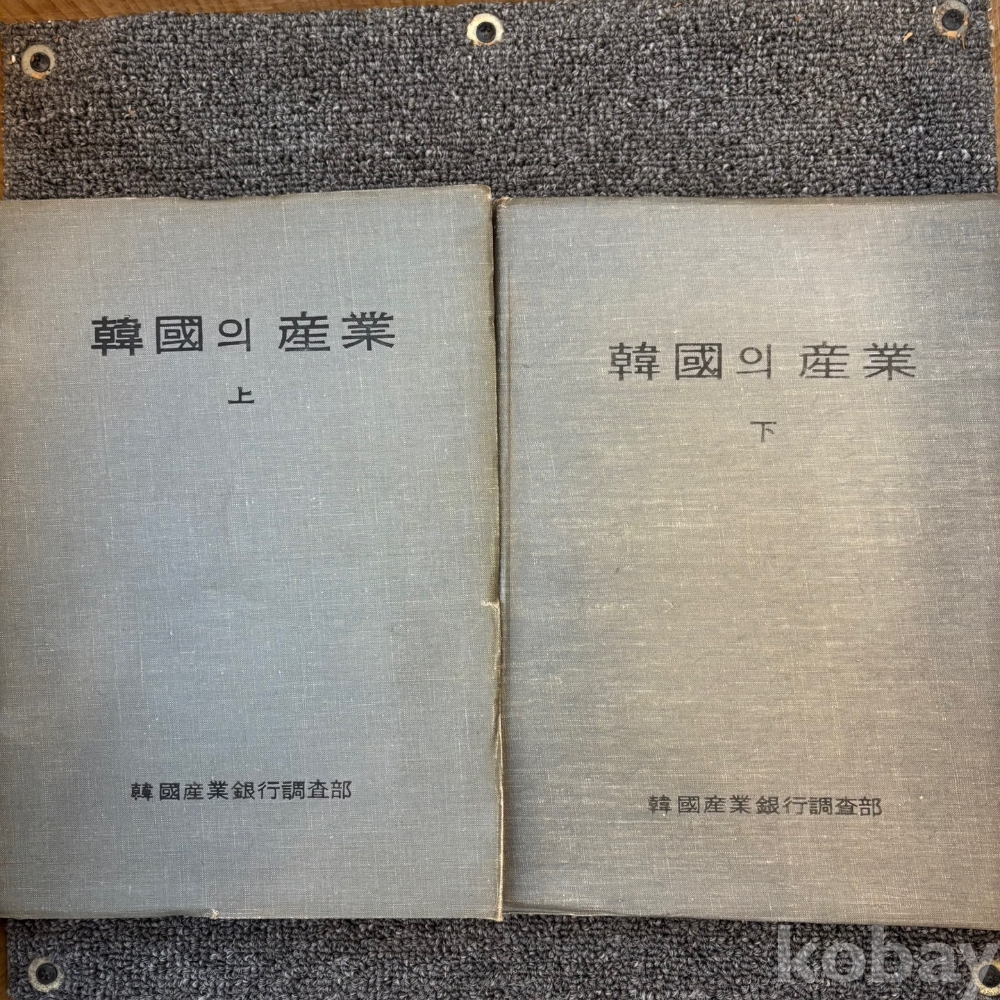 韓國의 産業
上
韓國産業銀行調査部
韓國의 産業
下
韓國産業銀行調査部
kobay